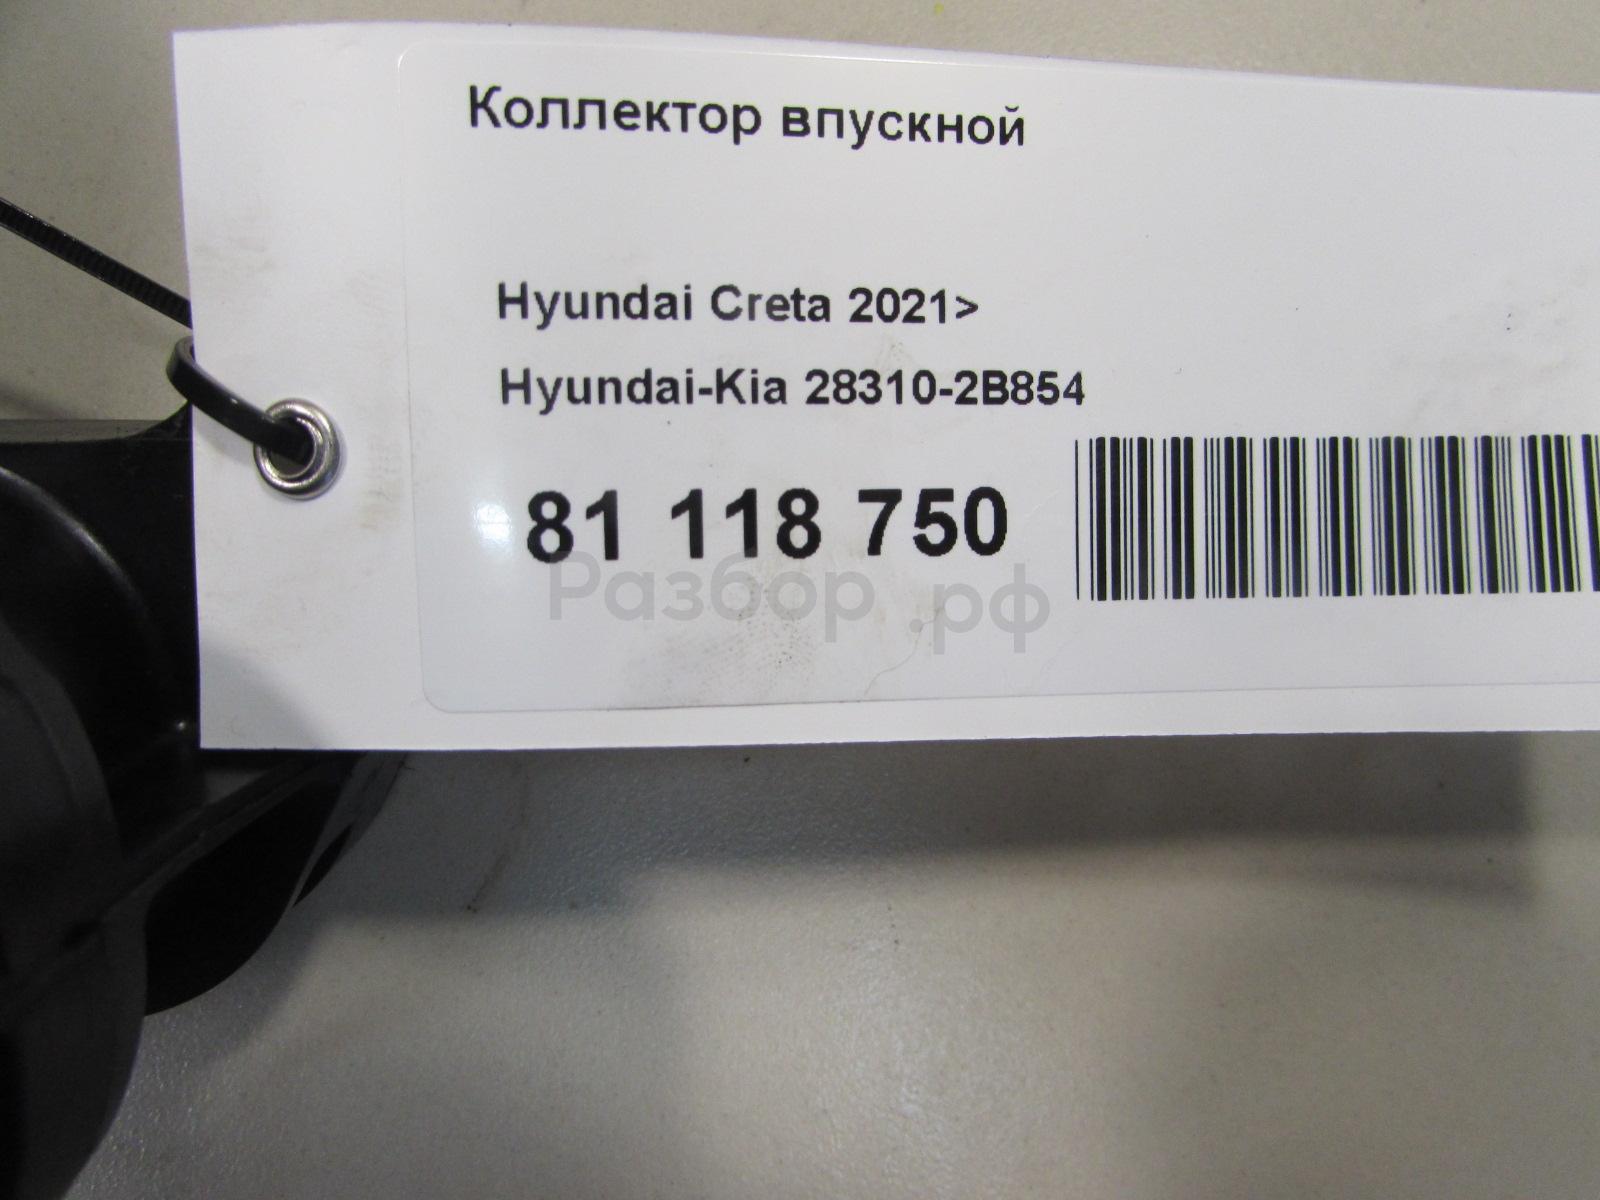 Коллектор впускной
Hyundai Creta 2021>
Hyundai-Kia 28310-2B854
81 118 750
Разбор.рф